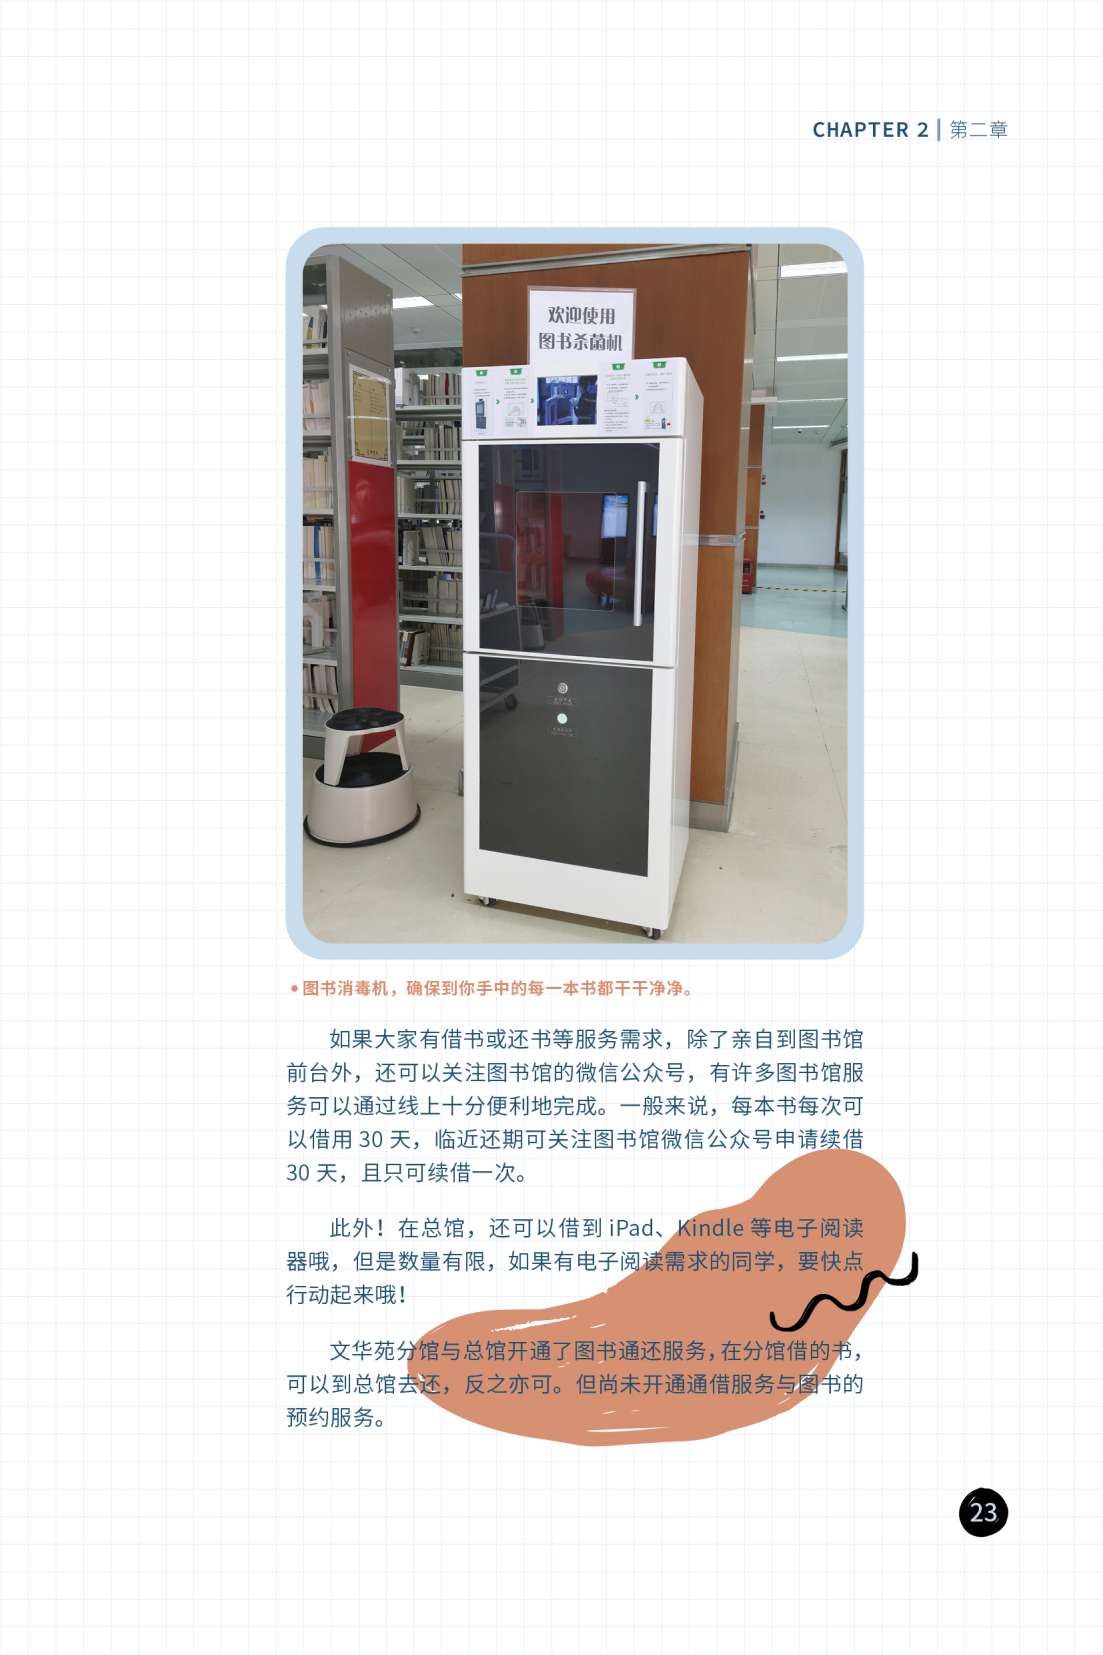 CHAPTER 2 | 第二章
欢迎使用
图书杀菌机
•图书消毒机，确保到你手中的每一本书都干干净净。
如果大家有借书或还书等服务需求，除了亲自到图书馆
前台外，还可以关注图书馆的微信公众号，有许多图书馆服
务可以通过线上十分便利地完成。一般来说，每本书每次可
以借用 30 天，临近还期可关注图书馆微信公众号申请续借
30 天，且只可续借一次。
此外！在总馆，还可以借到 iPad、Kindle 等电子阅读
器哦，但是数量有限，如果有电子阅读需求的同学，要快点
行动起来哦！
文华苑分馆与总馆开通了图书通还服务，在分馆借的书，
可以到总馆去还，反之亦可。但尚未开通通借服务与图书的
预约服务。
23